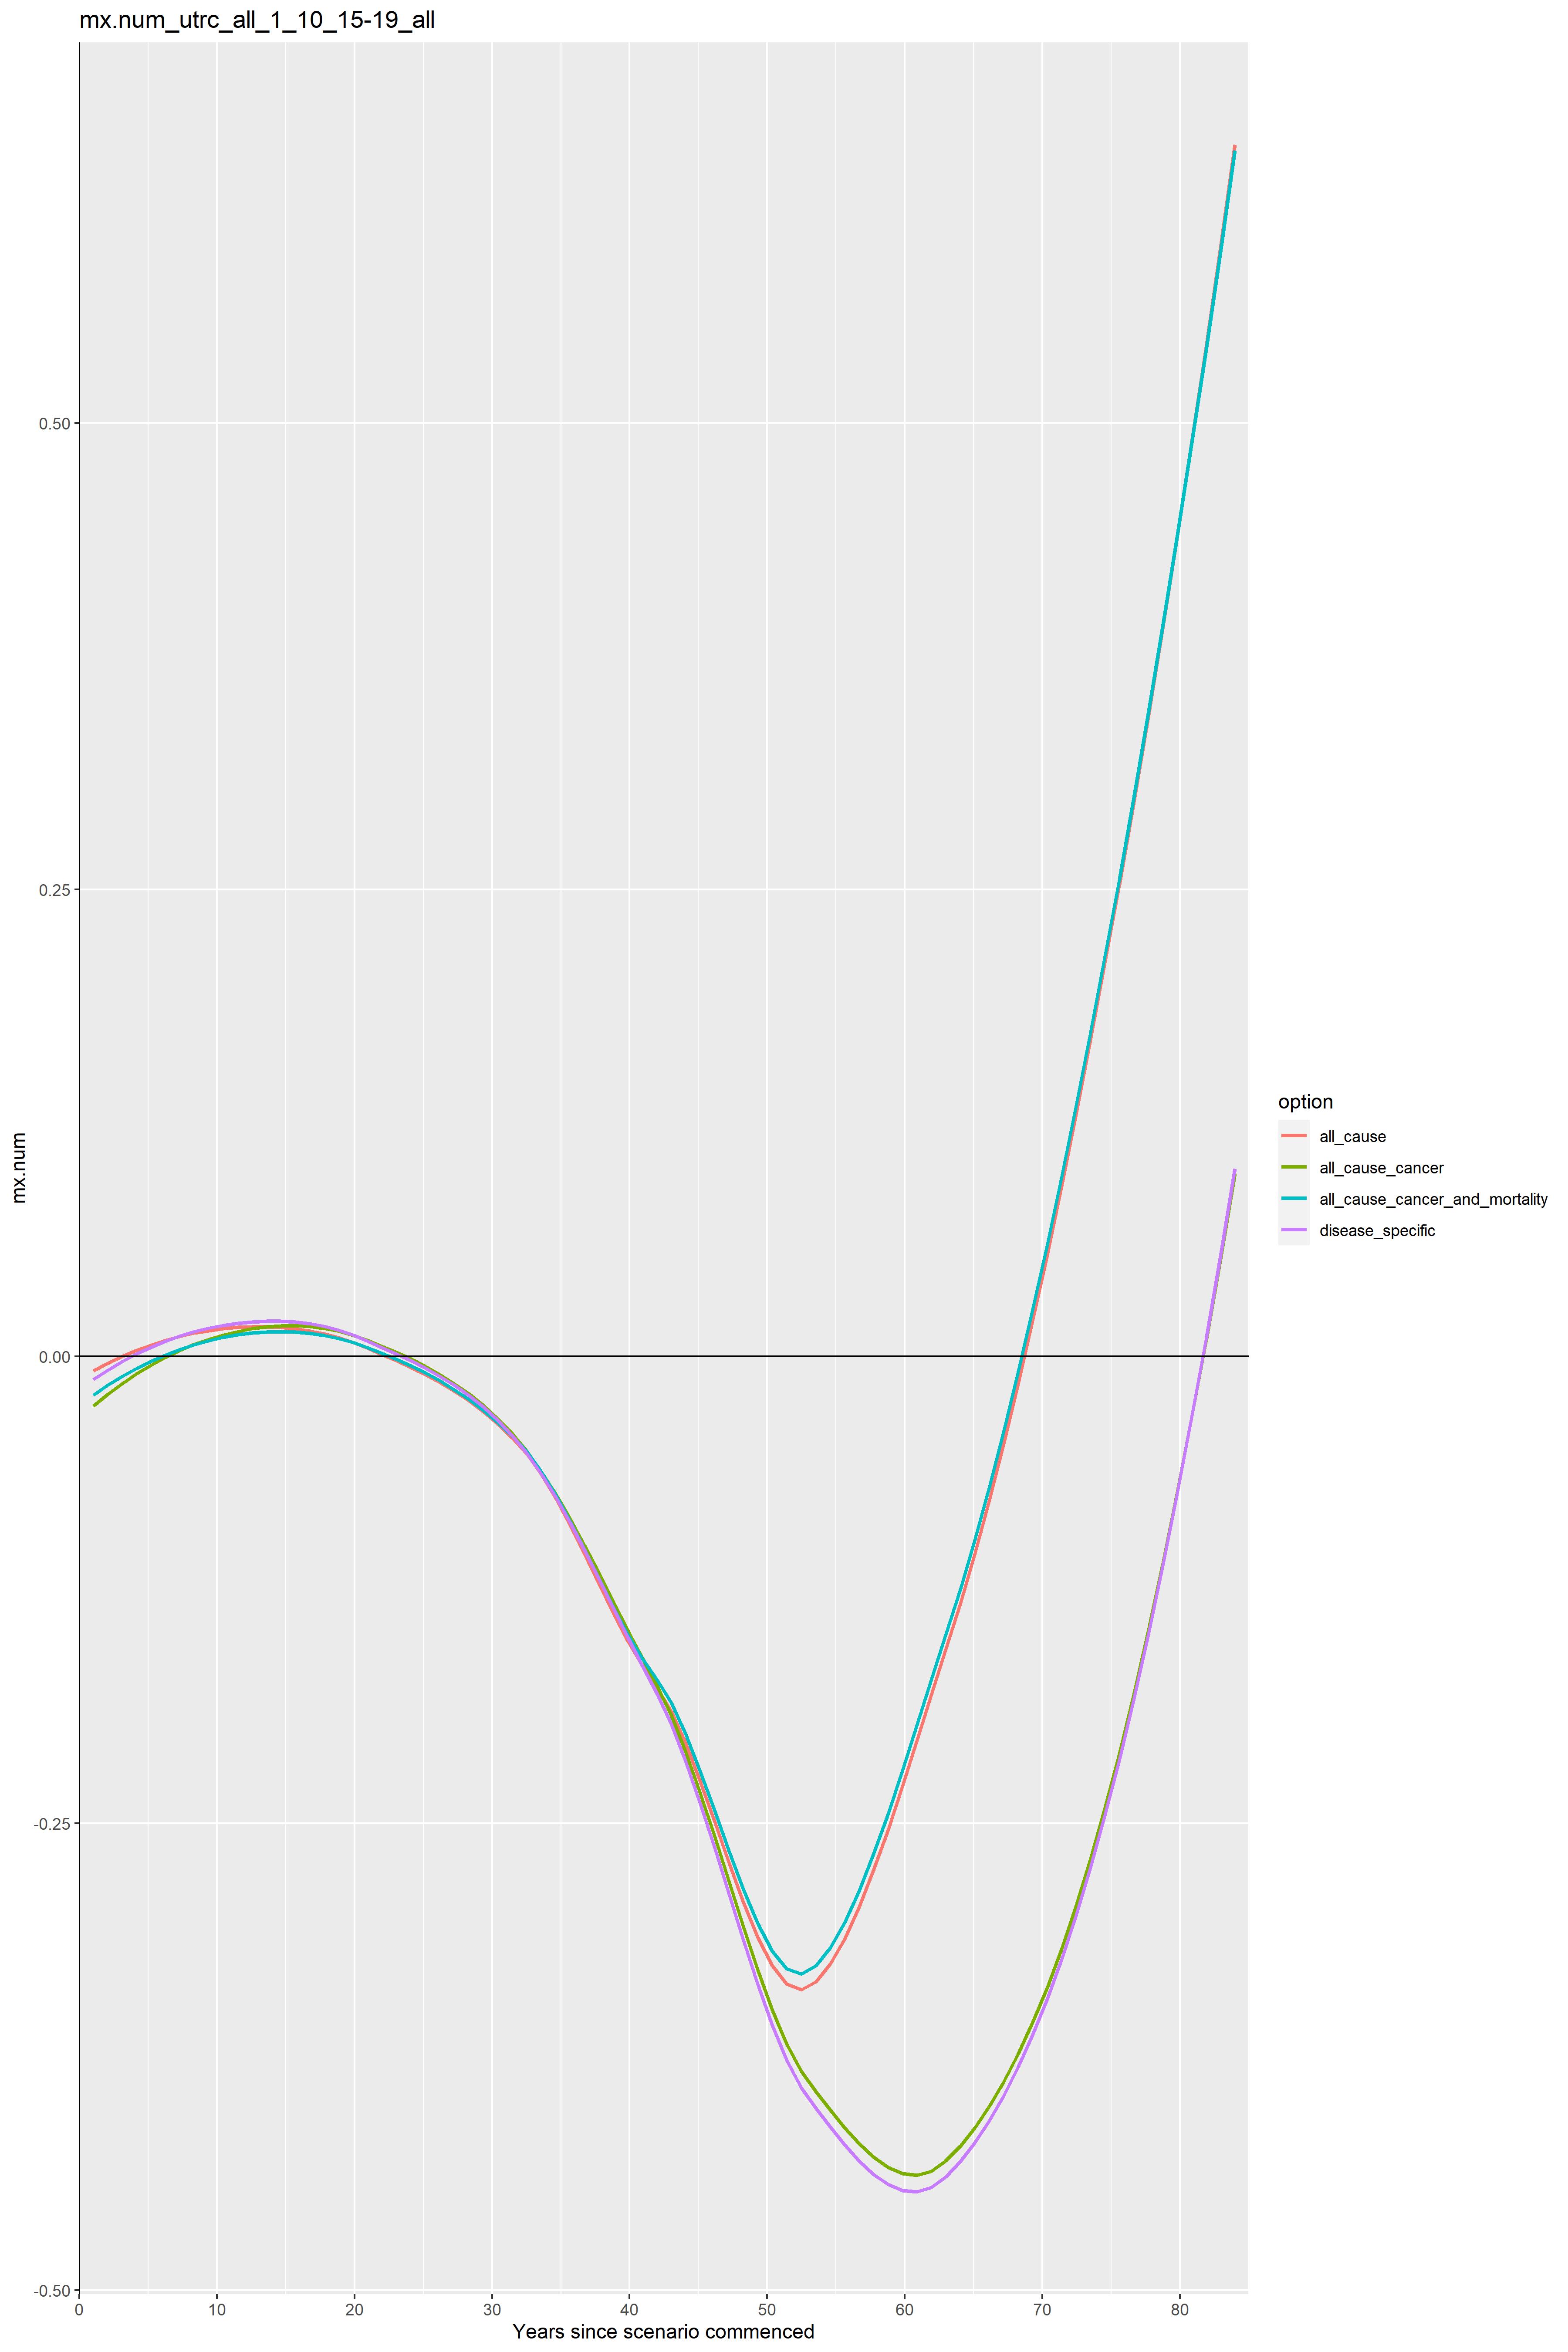 mx.num_utrc_all_1_10_15-19_all
mx.num
0.50
0.25
0.00
-0.25
-0.50
0 10 20 30 40 50 60 70 80
Years since scenario commenced
option
all_cause
all_cause_cancer
all_cause_cancer_and_mortality
disease_specific